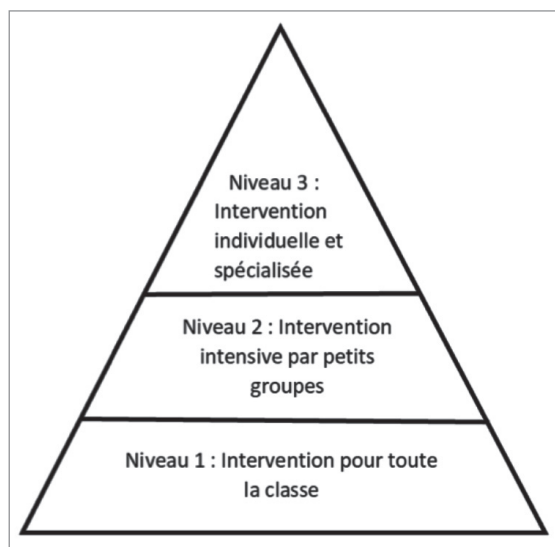 Niveau 3 :
Intervention
individuelle et
spécialisée
Niveau 2 : Intervention
intensive par petits
groupes
Niveau 1 : Intervention pour toute
la classe